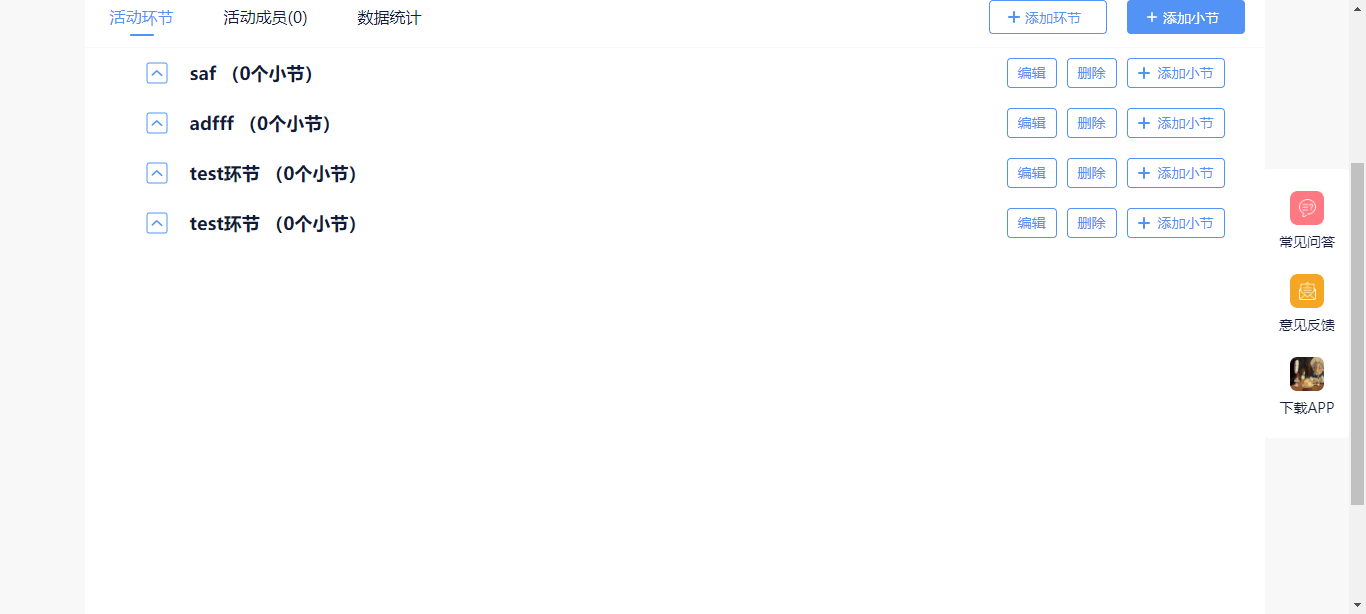 活动环节 活动成员(0) 数据统计 添加环节 添加小节
saf （0个小节） 编辑 删除 添加小节
adfff （0个小节） 编辑 删除 添加小节
test环节 （0个小节） 编辑 删除 添加小节
test环节 （0个小节） 编辑 删除 添加小节
常见问答
意见反馈
下载APP